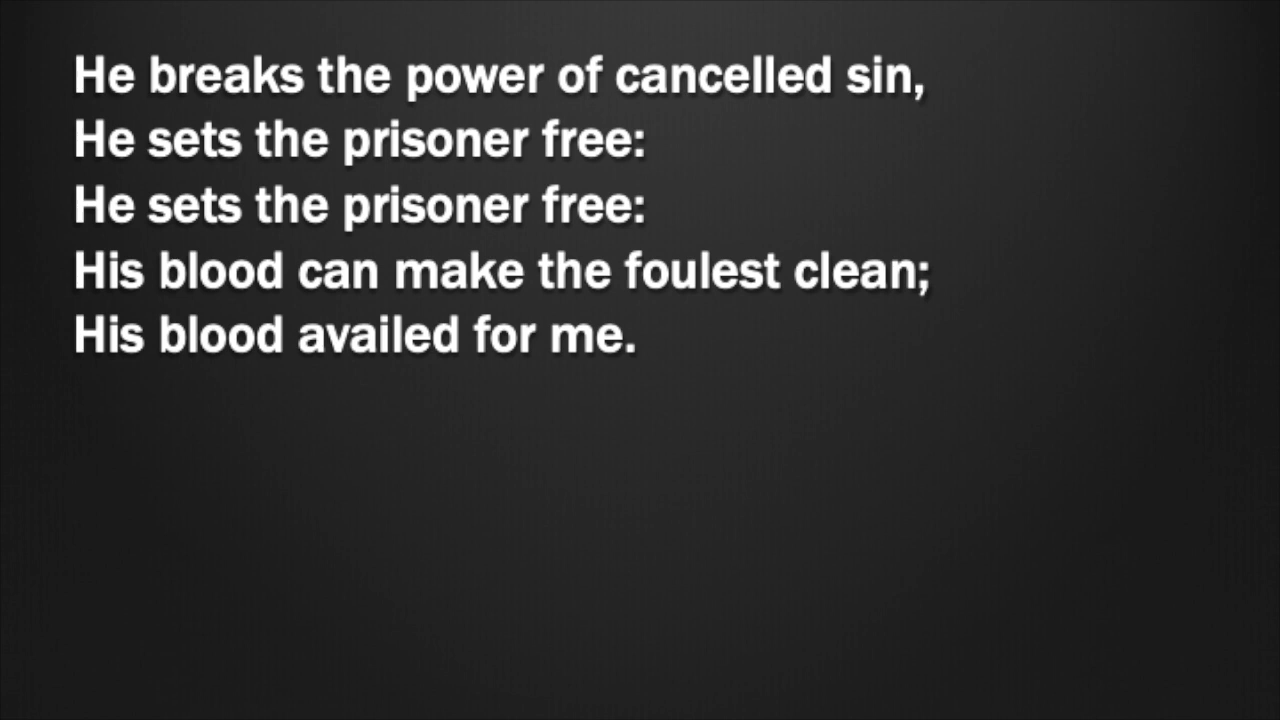 He breaks the power of cancelled sin,
He sets the prisoner free:
He sets the prisoner free:
His blood can make the foulest clean;
His blood availed for me.